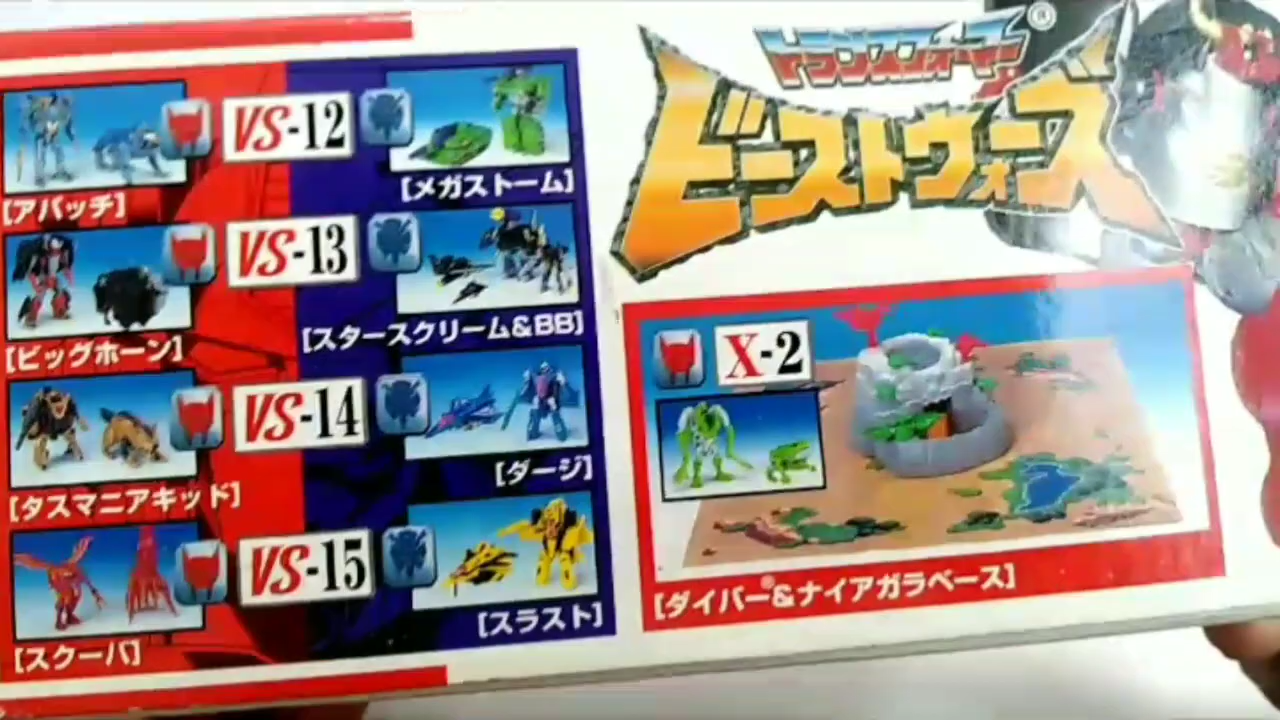 トランスフォーマー®
ビーストウォーズ
VS-12
[アパッチ]
[メガストーム]
VS-13
[ビッグホーン]
[スタースクリーム&BB]
VS-14
[タスマニアキッド]
[ダージ]
VS-15
[スクーバ]
[スラスト]
X-2
[ダイバー®&ナイアガラベース]